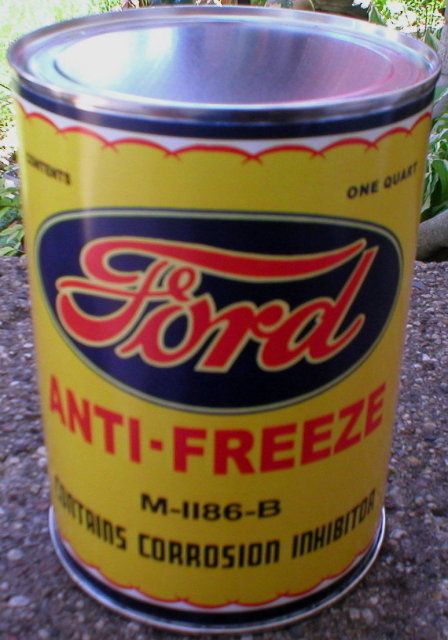 CONTENTS
ONE QUART
Ford
ANTI-FREEZE
M-1186-B
CONTAINS CORROSION INHIBITOR